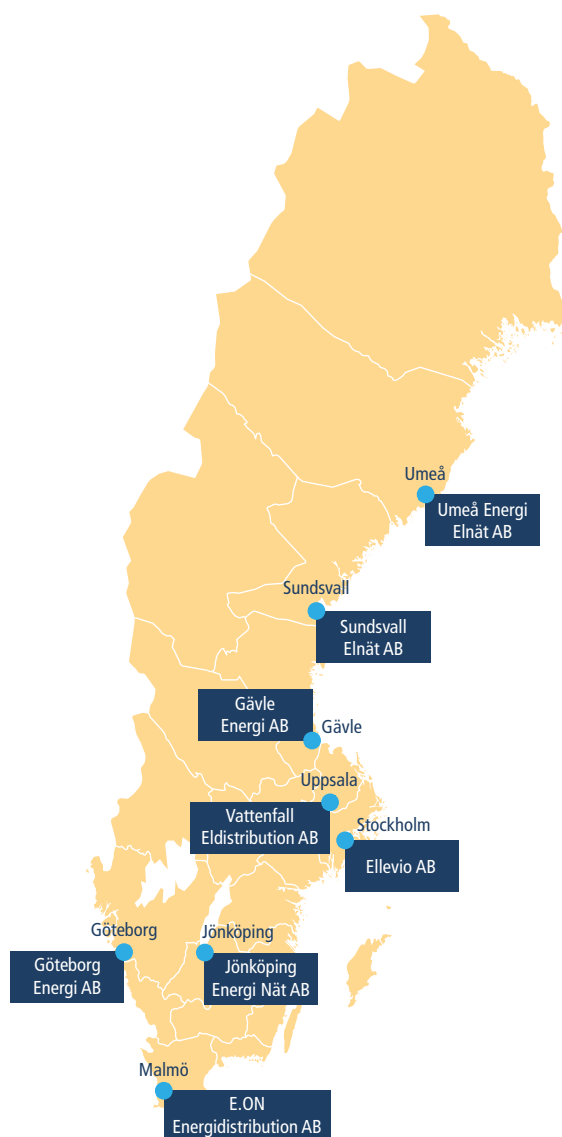 Umeå
Umeå Energi
Elnät AB
Sundsvall
Sundsvall
Elnät AB
Gävle
Energi AB
Gävle
Uppsala
Vattenfall
Eldistribution AB
Stockholm
Ellevio AB
Göteborg
Göteborg
Energi AB
Jönköping
Jönköping
Energi Nät AB
Malmö
E.ON
Energidistribution AB